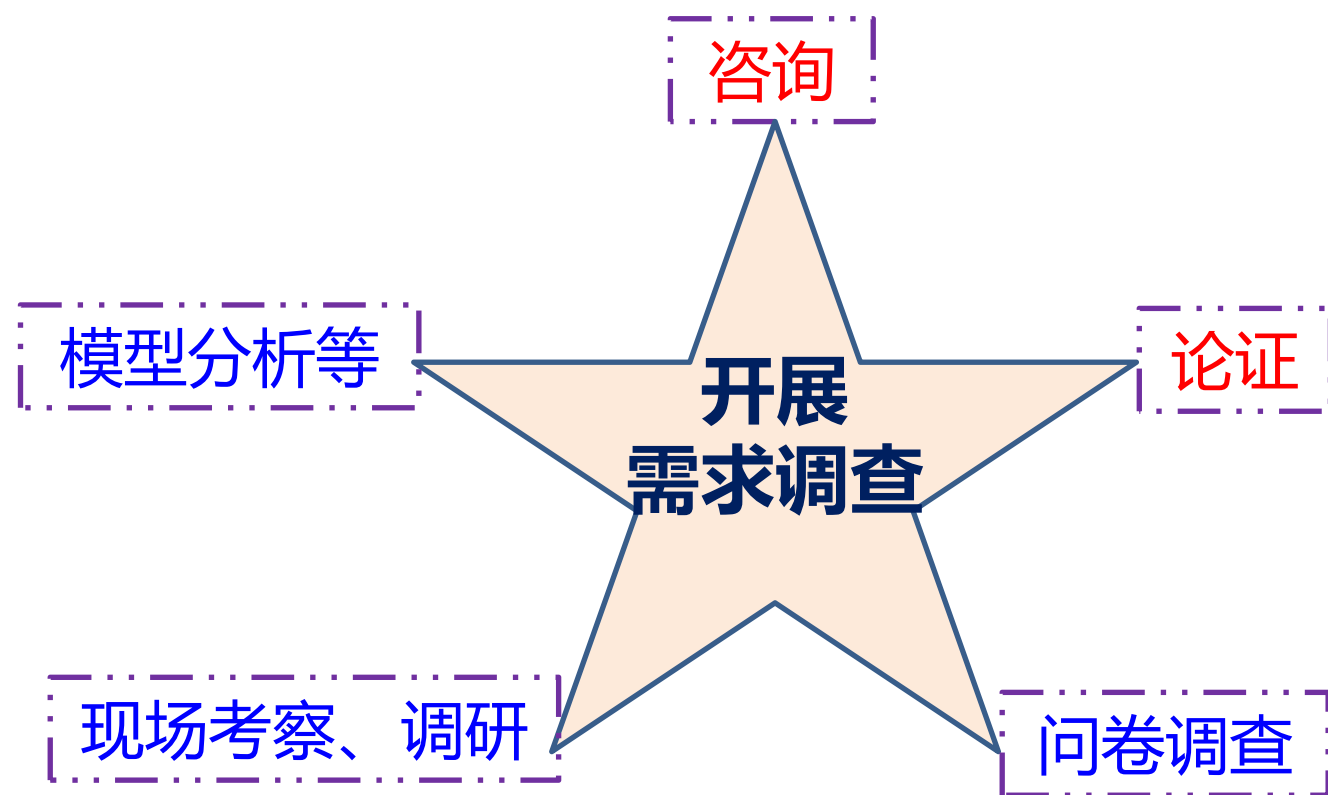 咨询
模型分析等
论证
开展
需求调查
现场考察、调研
问卷调查